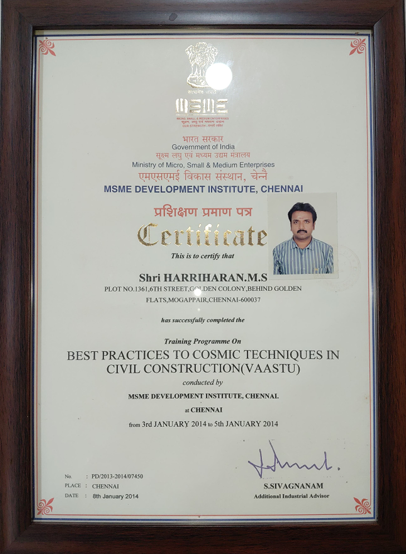 MSME
भारत सरकार
Government of India
सूक्ष्म लघु एवं मध्यम उद्यम मंत्रालय
Ministry of Micro, Small & Medium Enterprises
एमएसएमई विकास संस्थान, चेन्नै
MSME DEVELOPMENT INSTITUTE, CHENNAI
प्रशिक्षण प्रमाण पत्र
Certificate
This is to certify that
Shri HARRIHARAN.M.S
PLOT NO.1361,6TH STREET,GOLDEN COLONY,BEHIND GOLDEN
FLATS,MOGAPPAIR,CHENNAI-600037
has successfully completed the
Training Programme On
BEST PRACTICES TO COSMIC TECHNIQUES IN
CIVIL CONSTRUCTION(VAASTU)
conducted by
MSME DEVELOPMENT INSTITUTE, CHENNAI,
at CHENNAI
from 3rd JANUARY 2014 to 5th JANUARY 2014
No. : PD/2013-2014/07450
PLACE : CHENNAI
DATE : 8th January 2014
S.SIVAGNANAM
Additional Industrial Advisor